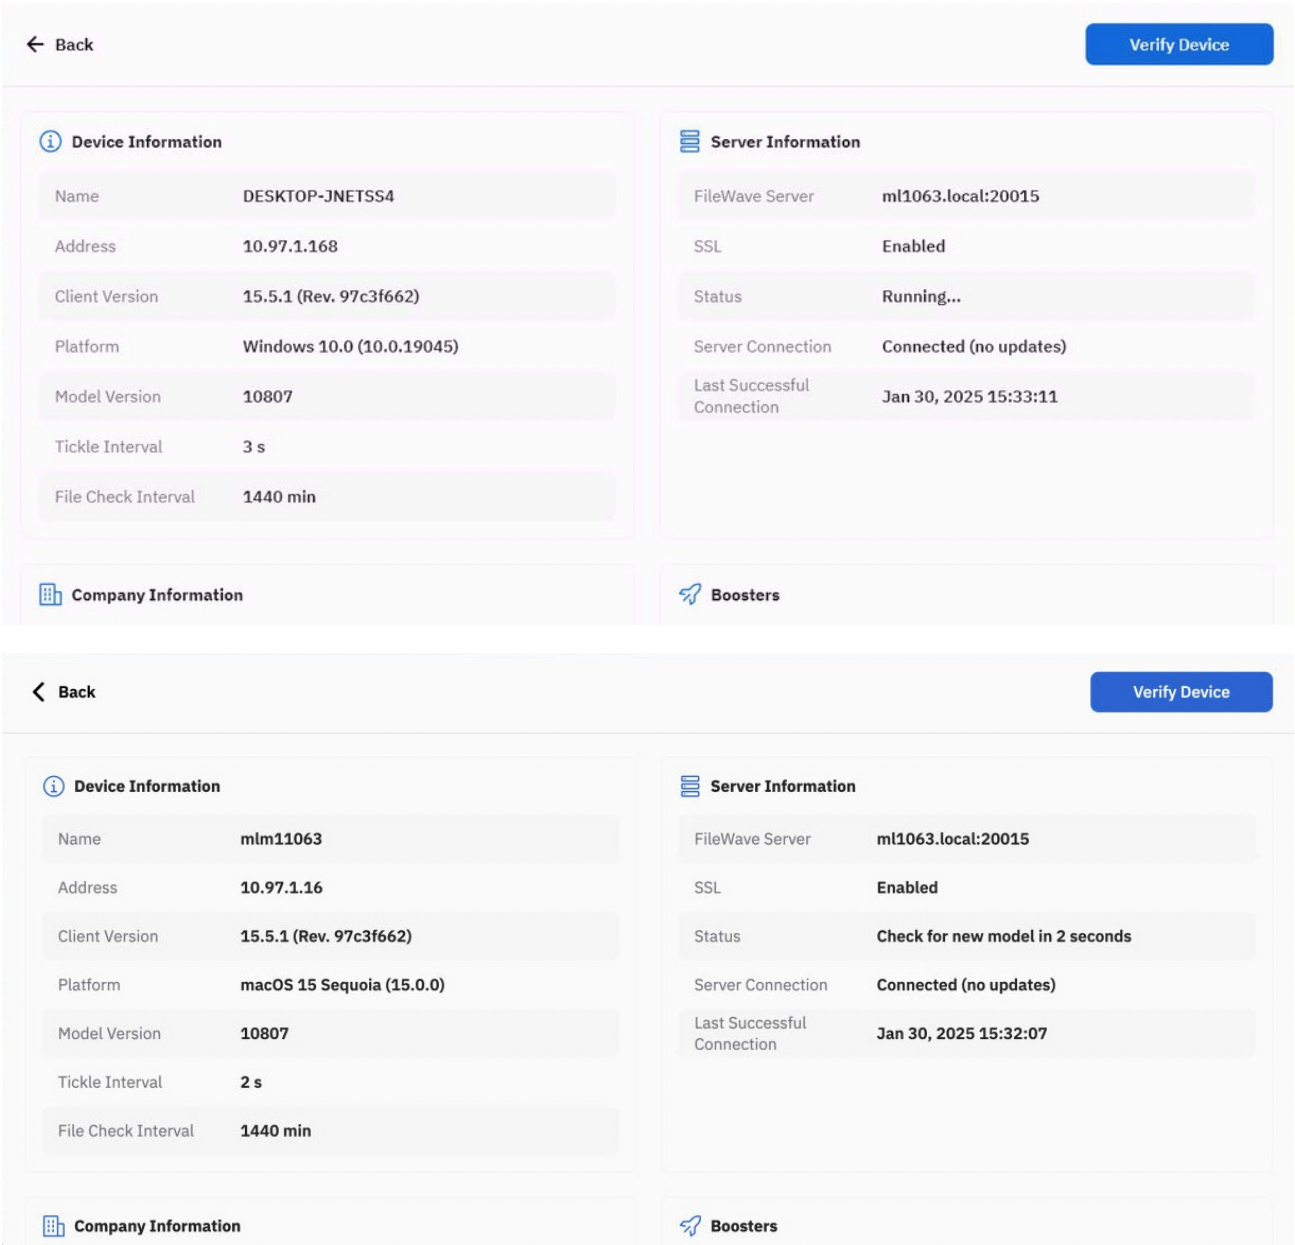 Back
Verify Device
Device Information
Name DESKTOP-JNETSS4
Address 10.97.1.168
Client Version 15.5.1 (Rev. 97c3f662)
Platform Windows 10.0 (10.0.19045)
Model Version 10807
Tickle Interval 3 s
File Check Interval 1440 min
Server Information
FileWave Server ml1063.local:20015
SSL Enabled
Status Running...
Server Connection Connected (no updates)
Last Successful
Connection Jan 30, 2025 15:33:11
Company Information
Boosters
Back
Verify Device
Device Information
Name mlm11063
Address 10.97.1.16
Client Version 15.5.1 (Rev. 97c3f662)
Platform macOS 15 Sequoia (15.0.0)
Model Version 10807
Tickle Interval 2 s
File Check Interval 1440 min
Server Information
FileWave Server ml1063.local:20015
SSL Enabled
Status Check for new model in 2 seconds
Server Connection Connected (no updates)
Last Successful
Connection Jan 30, 2025 15:32:07
Company Information
Boosters